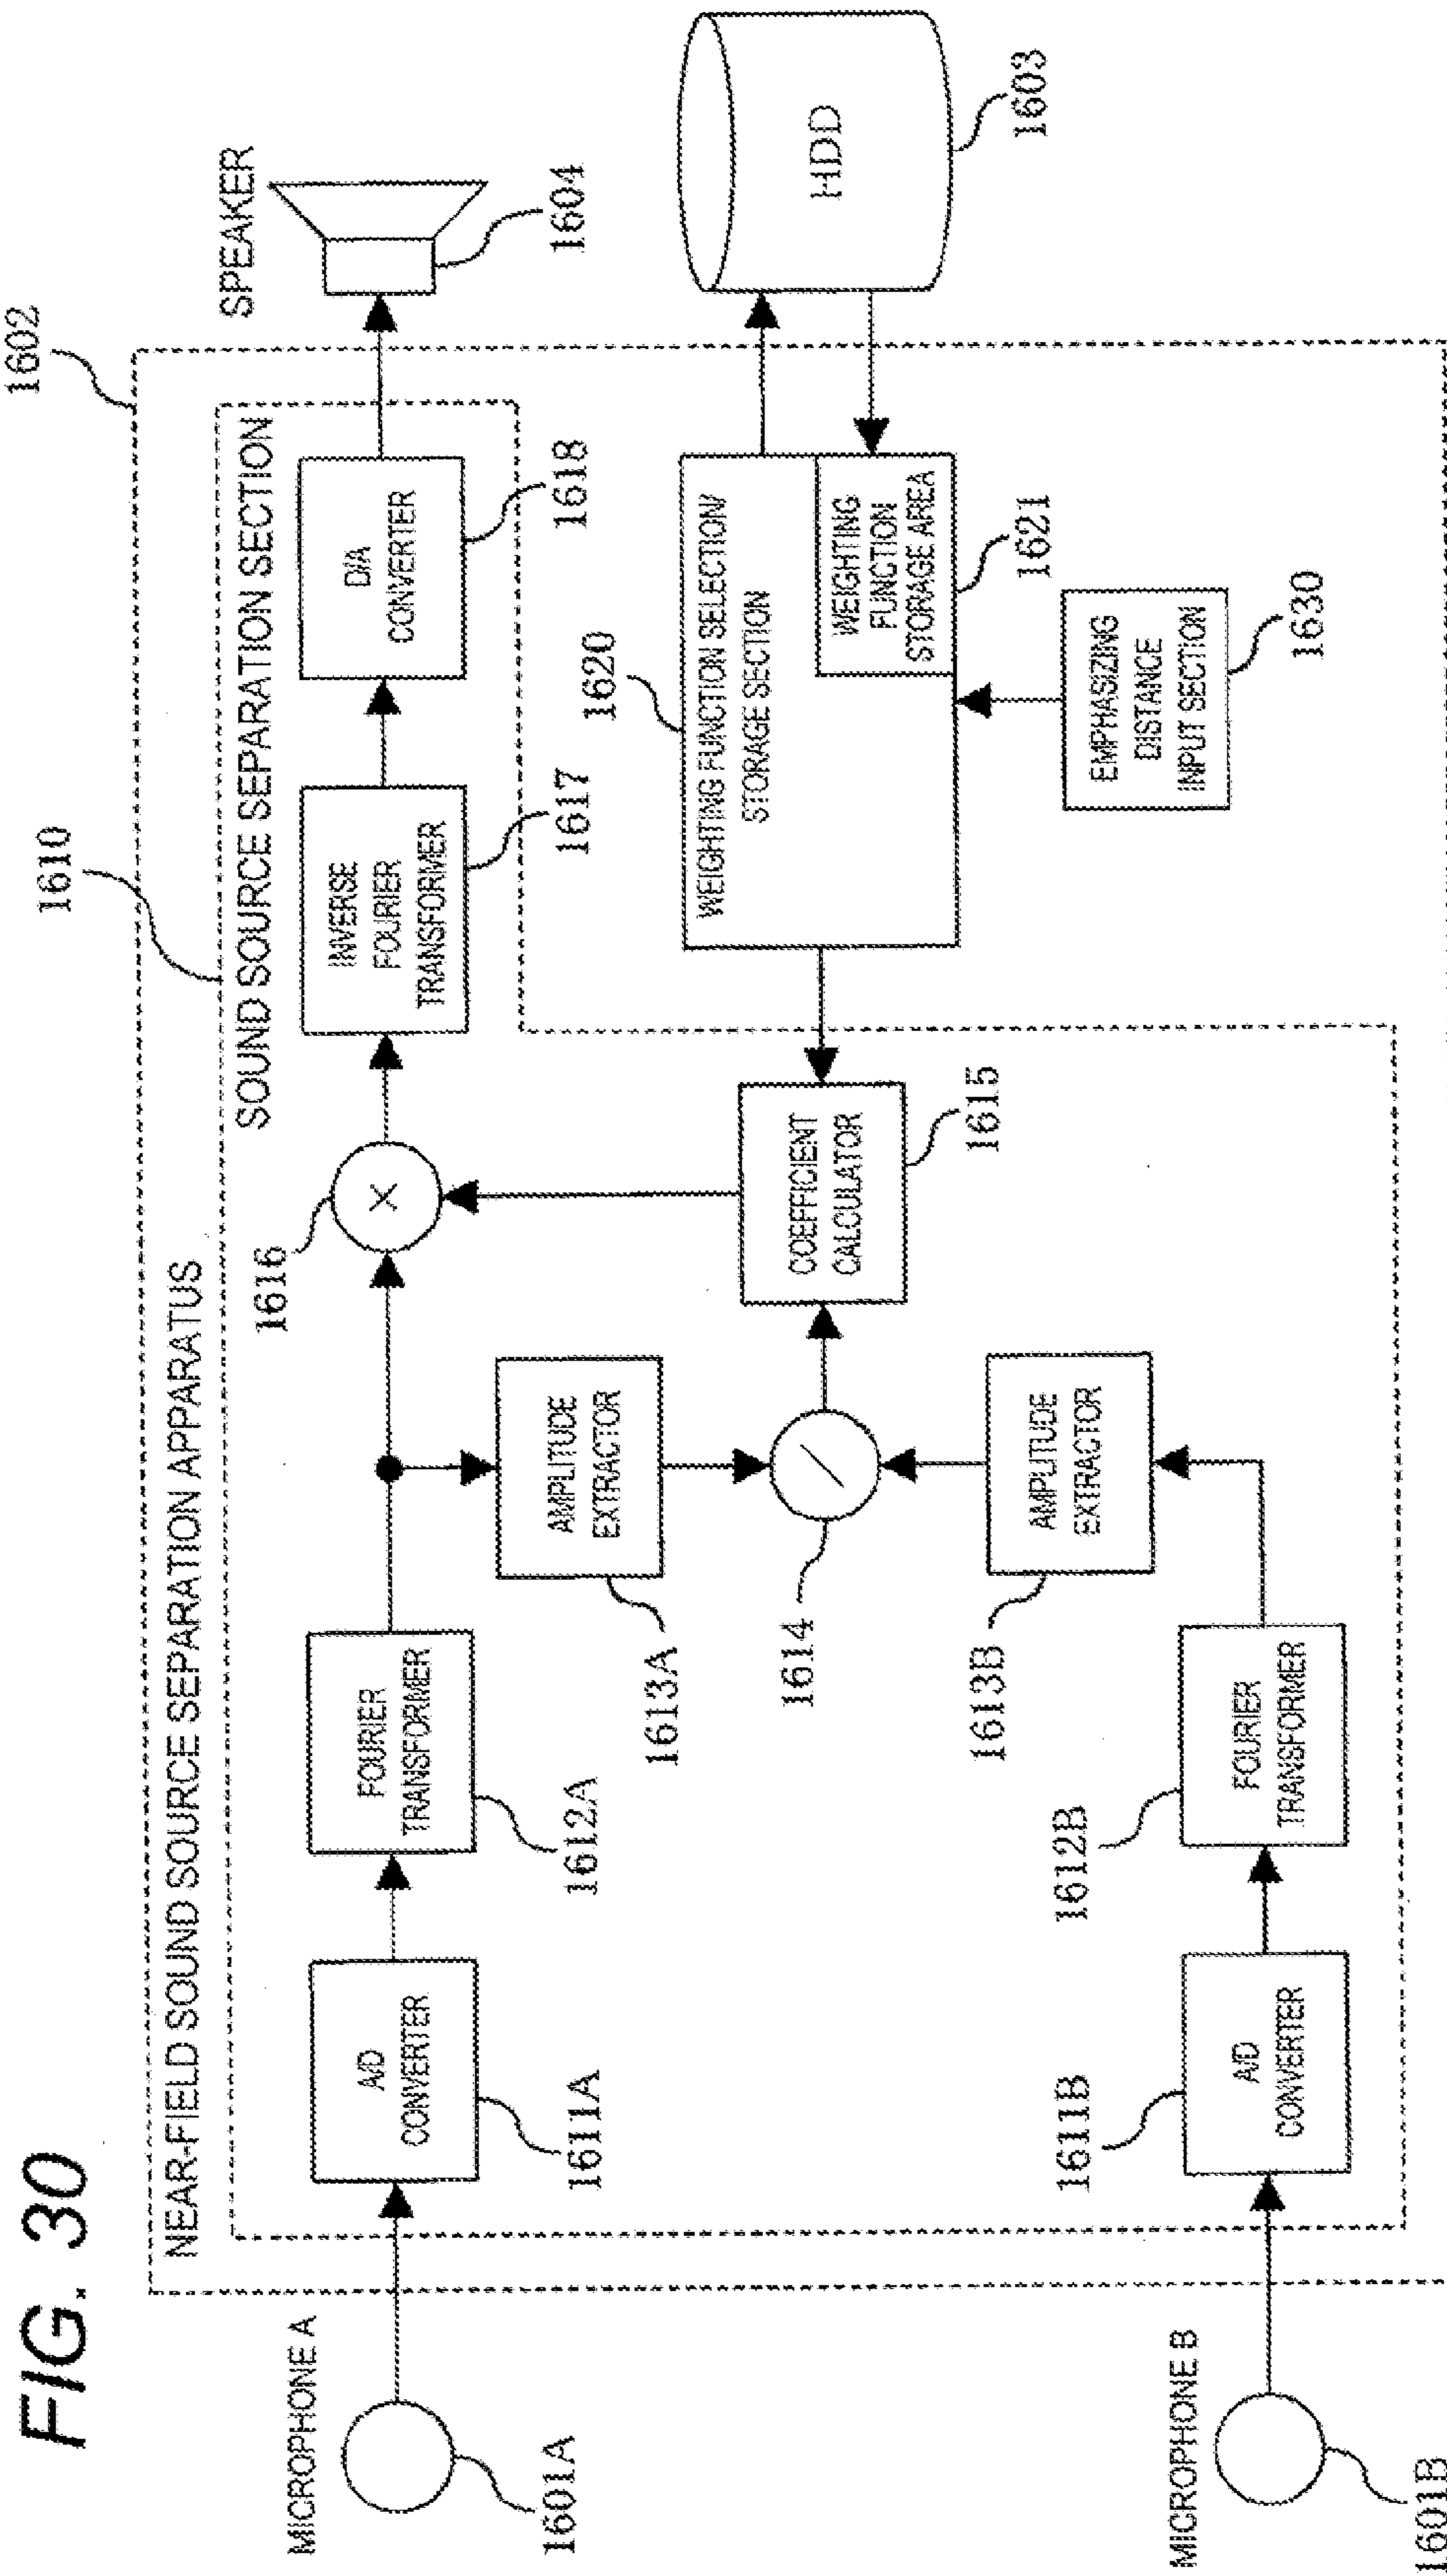 FIG. 30
1602
1610
NEAR-FIELD SOUND SOURCE SEPARATION APPARATUS
SOUND SOURCE SEPARATION SECTION
SPEAKER
1604
MICROPHONE A
1601A
A/D
CONVERTER
1611A
FOURIER
TRANSFORMER
1612A
1616
×
INVERSE
FOURIER
TRANSFORMER
1617
D/A
CONVERTER
1618
AMPLITUDE
EXTRACTOR
1613A
1614
COEFFICIENT
CALCULATOR
1615
1620
WEIGHTING FUNCTION SELECTION/
STORAGE SECTION
WEIGHTING
FUNCTION
STORAGE AREA
1621
HDD
1603
EMPHASIZING
DISTANCE
INPUT SECTION
1630
AMPLITUDE
EXTRACTOR
1613B
MICROPHONE B
1601B
A/D
CONVERTER
1611B
FOURIER
TRANSFORMER
1612B